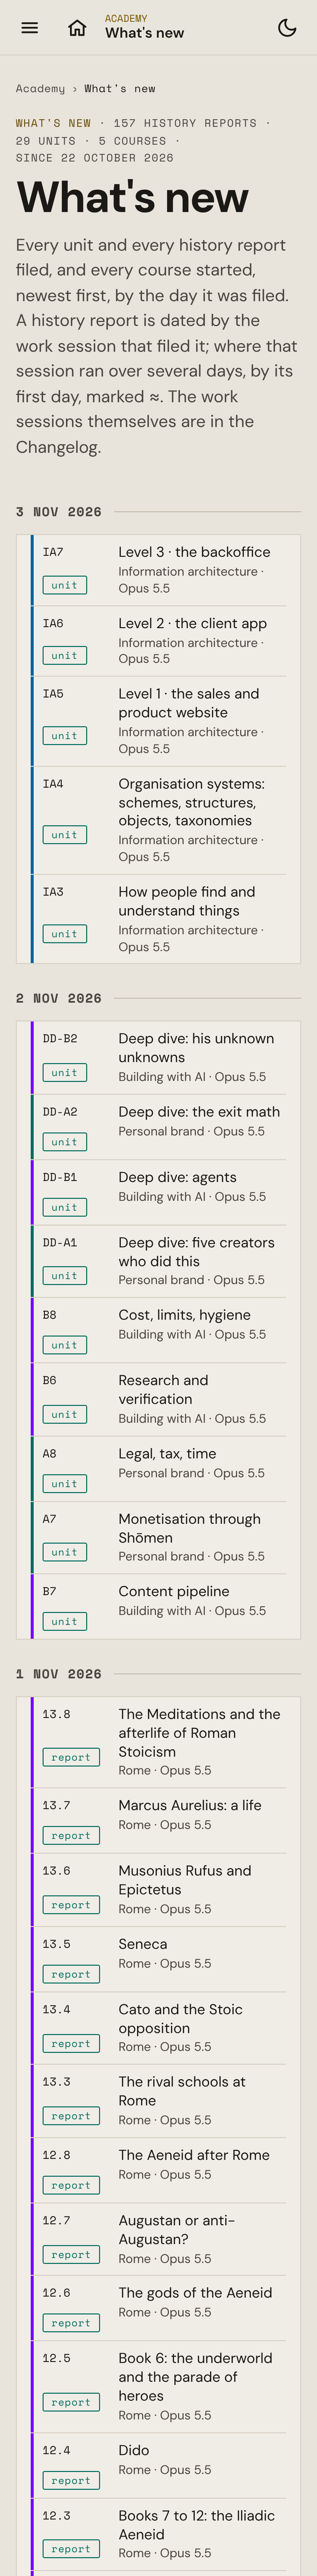 ACADEMY
What's new
Academy › What's new
WHAT'S NEW · 157 HISTORY REPORTS ·
29 UNITS · 5 COURSES ·
SINCE 22 OCTOBER 2026
What's new
Every unit and every history report
filed, and every course started,
newest first, by the day it was filed.
A history report is dated by the
work session that filed it; where that
session ran over several days, by its
first day, marked ≈. The work
sessions themselves are in the
Changelog.
3 NOV 2026
IA7
Level 3 · the backoffice
Information architecture ·
Opus 5.5
unit
IA6
Level 2 · the client app
Information architecture ·
Opus 5.5
unit
IA5
Level 1 · the sales and
product website
Information architecture ·
Opus 5.5
unit
IA4
Organisation systems:
schemes, structures,
objects, taxonomies
Information architecture ·
Opus 5.5
unit
IA3
How people find and
understand things
Information architecture ·
Opus 5.5
unit
2 NOV 2026
DD-B2
Deep dive: his unknown
unknowns
Building with AI · Opus 5.5
unit
DD-A2
Deep dive: the exit math
Personal brand · Opus 5.5
unit
DD-B1
Deep dive: agents
Building with AI · Opus 5.5
unit
DD-A1
Deep dive: five creators
who did this
Personal brand · Opus 5.5
unit
B8
Cost, limits, hygiene
Building with AI · Opus 5.5
unit
B6
Research and
verification
Building with AI · Opus 5.5
unit
A8
Legal, tax, time
Personal brand · Opus 5.5
unit
A7
Monetisation through
Shōmen
Personal brand · Opus 5.5
unit
B7
Content pipeline
Building with AI · Opus 5.5
unit
1 NOV 2026
13.8
The Meditations and the
afterlife of Roman
Stoicism
Rome · Opus 5.5
report
13.7
Marcus Aurelius: a life
Rome · Opus 5.5
report
13.6
Musonius Rufus and
Epictetus
Rome · Opus 5.5
report
13.5
Seneca
Rome · Opus 5.5
report
13.4
Cato and the Stoic
opposition
Rome · Opus 5.5
report
13.3
The rival schools at
Rome
Rome · Opus 5.5
report
12.8
The Aeneid after Rome
Rome · Opus 5.5
report
12.7
Augustan or anti-
Augustan?
Rome · Opus 5.5
report
12.6
The gods of the Aeneid
Rome · Opus 5.5
report
12.5
Book 6: the underworld
and the parade of
heroes
Rome · Opus 5.5
report
12.4
Dido
Rome · Opus 5.5
report
12.3
Books 7 to 12: the Iliadic
Aeneid
Rome · Opus 5.5
report